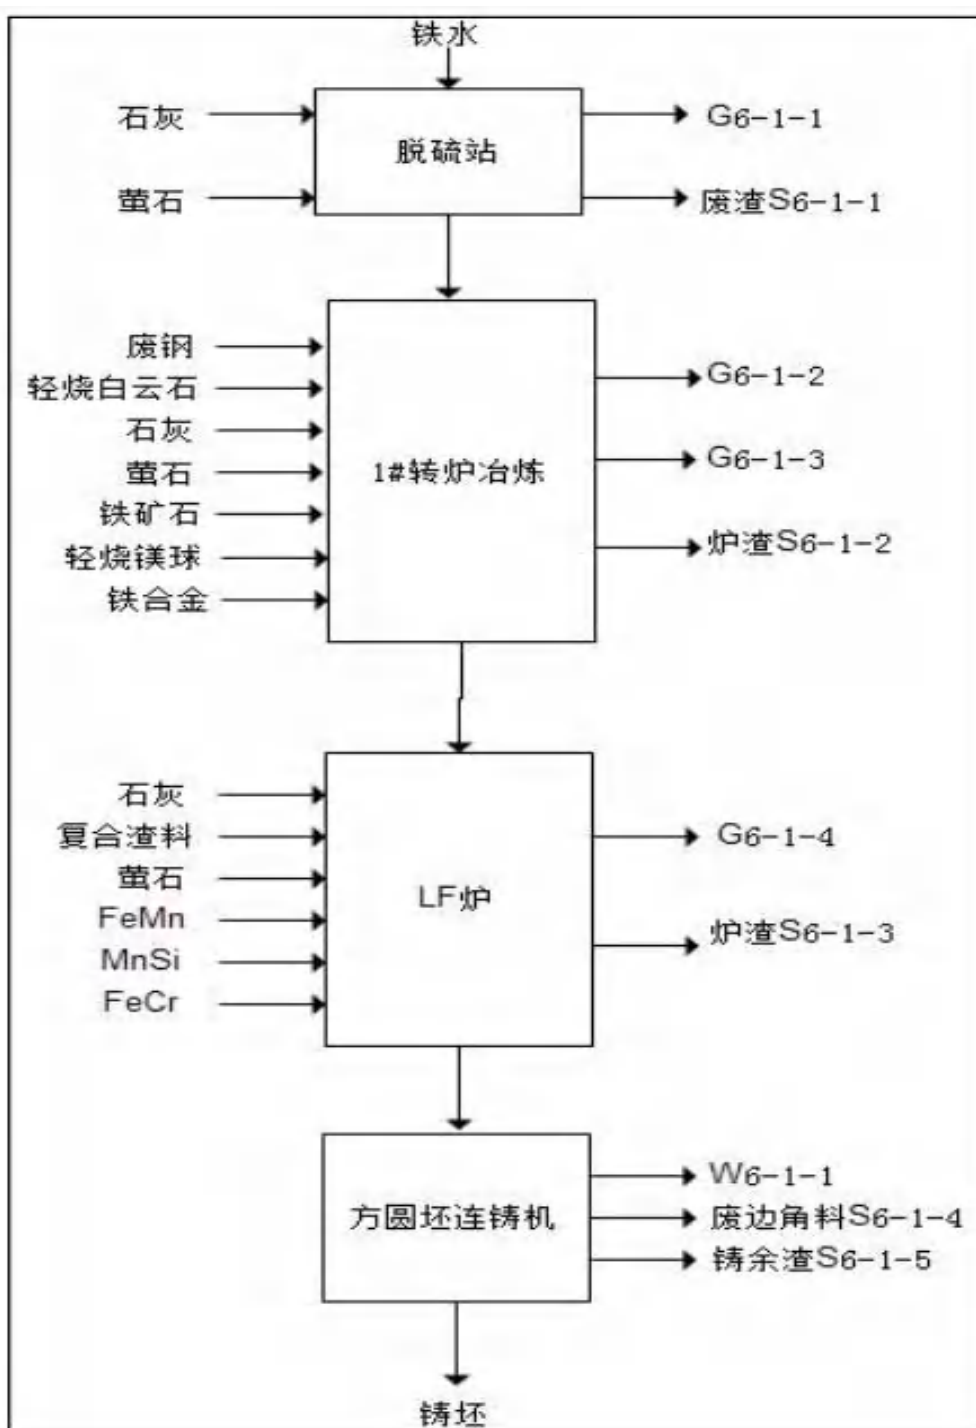 铁水
石灰
脱硫站
G6-1-1
萤石
废渣S6-1-1
废钢
轻烧白云石
石灰
萤石
铁矿石
轻烧镁球
铁合金
1#转炉冶炼
G6-1-2
G6-1-3
炉渣S6-1-2
石灰
复合渣料
萤石
FeMn
MnSi
FeCr
LF炉
G6-1-4
炉渣S6-1-3
方圆坯连铸机
W6-1-1
废边角料S6-1-4
铸余渣S6-1-5
铸坯